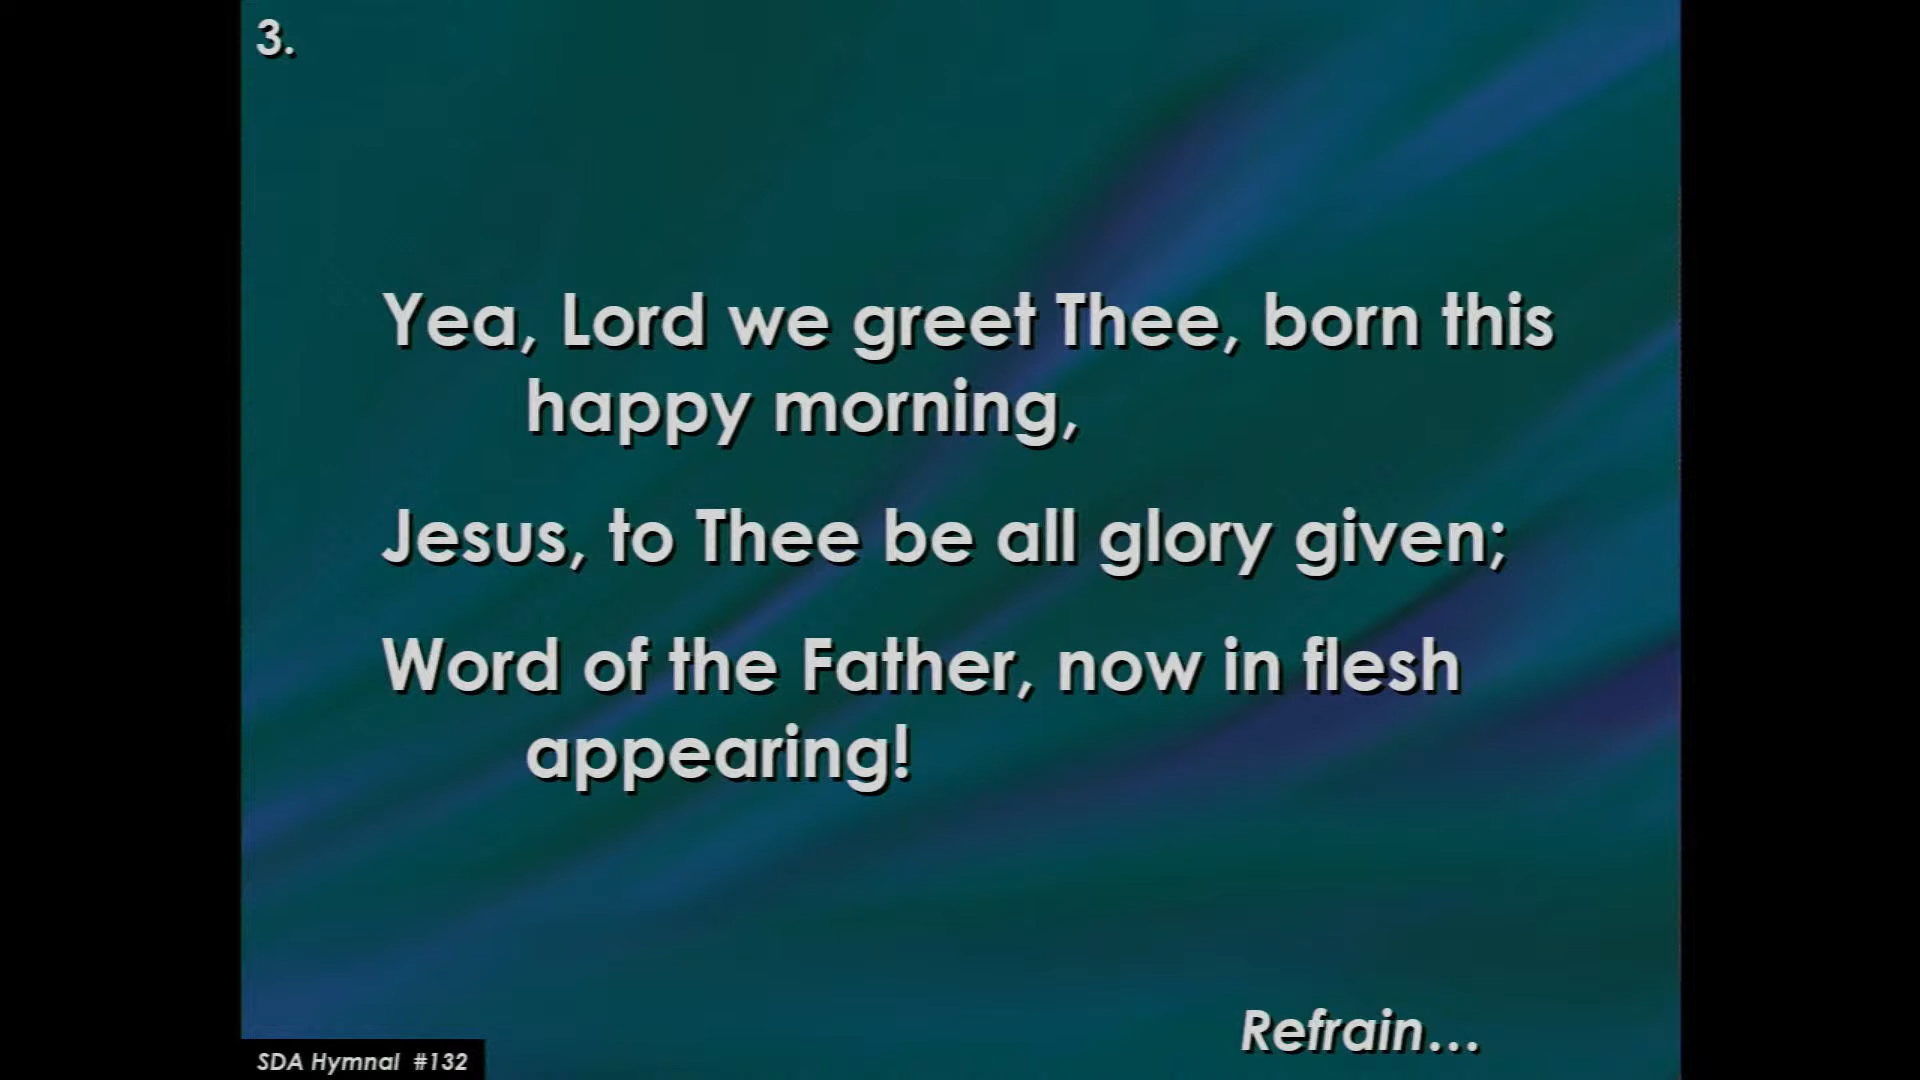 3.
Yea, Lord we greet Thee, born this
happy morning,
Jesus, to Thee be all glory given;
Word of the Father, now in flesh
appearing!
Refrain...
SDA Hymnal #132